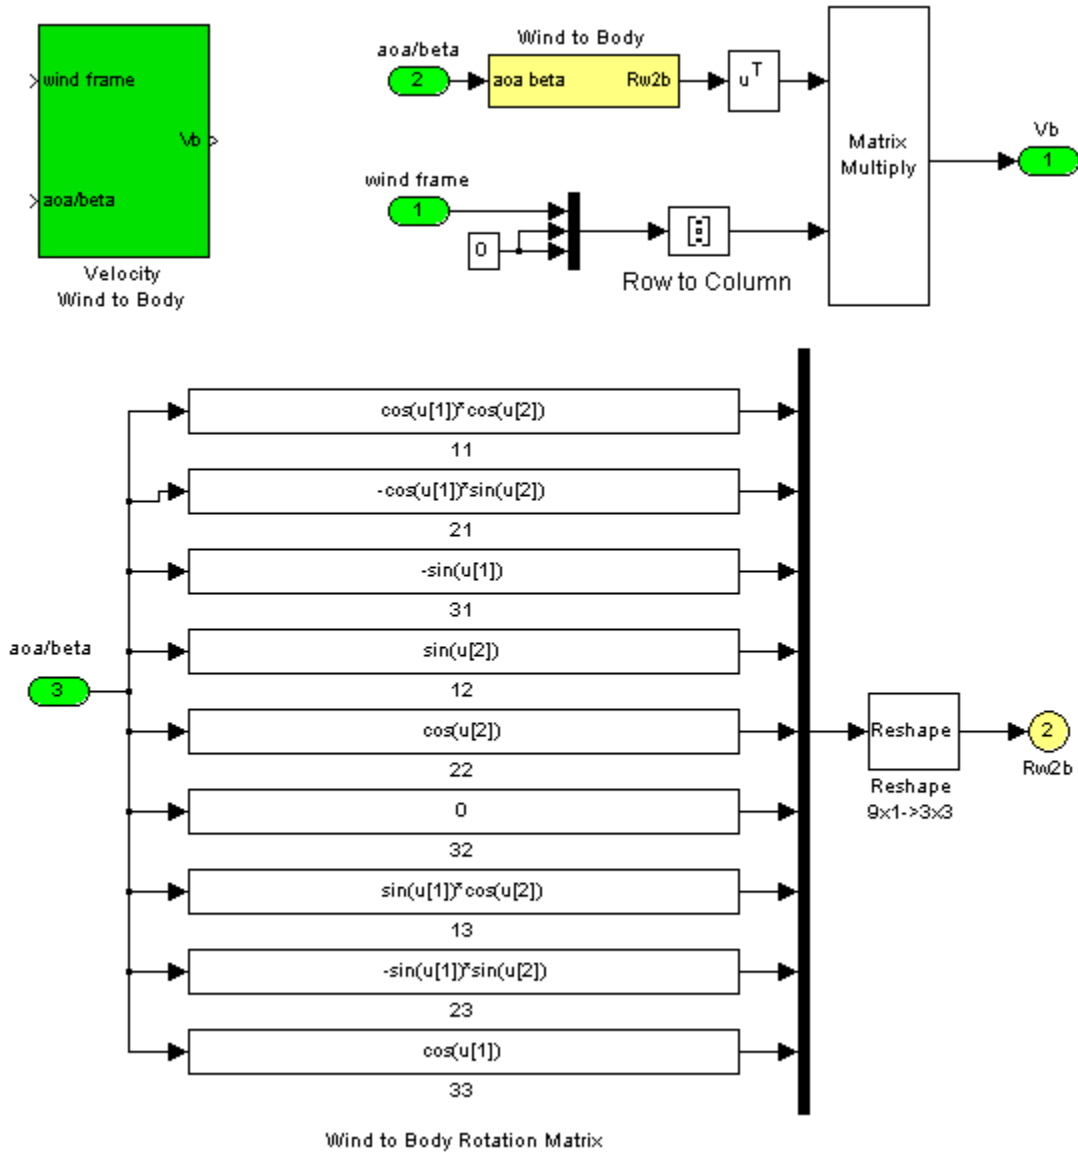 wind frame
Vb
aoa/beta
Velocity
Wind to Body
aoa/beta
2
Wind to Body
aoa beta
Rw2b
u^T
wind frame
1
0
[:]
Row to Column
Matrix
Multiply
Vb
1
cos(u[1])*cos(u[2])
11
-cos(u[1])*sin(u[2])
21
-sin(u[1])
31
sin(u[2])
12
aoa/beta
3
cos(u[2])
22
0
32
sin(u[1])*cos(u[2])
13
-sin(u[1])*sin(u[2])
23
cos(u[1])
33
Reshape
Reshape
9x1->3x3
2
Rw2b
Wind to Body Rotation Matrix